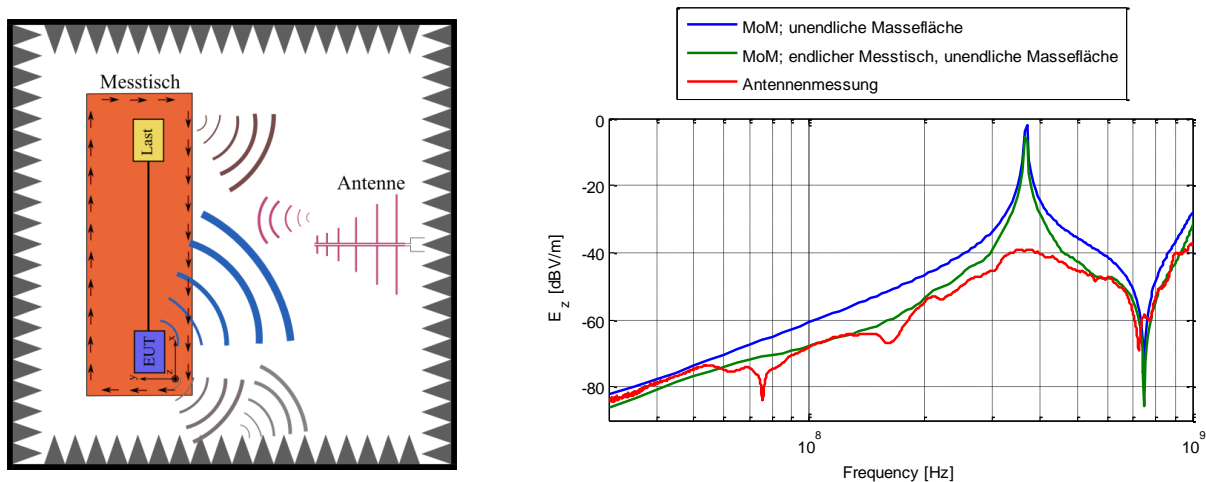 Messtisch
Last
Antenne
EUT
x
y
z
MoM; unendliche Massefläche
MoM; endlicher Messtisch, unendliche Massefläche
Antennenmessung
0
-20
-40
-60
-80
E z [dBV/m]
10 8
10 9
Frequency [Hz]